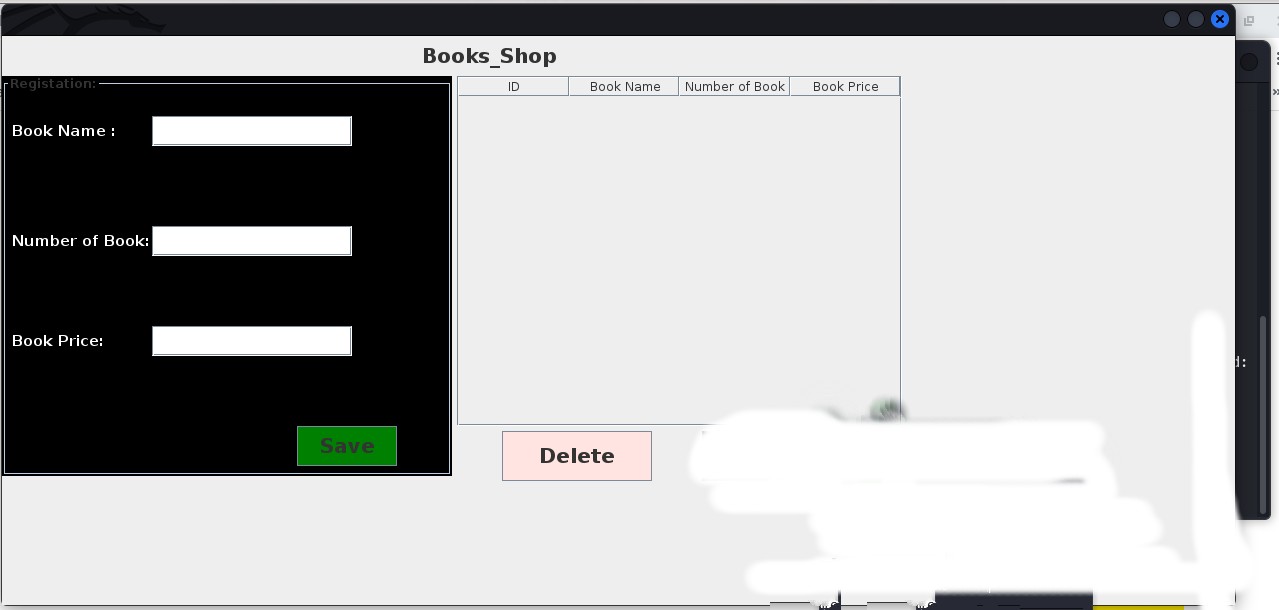 Books_Shop
Registation:
ID Book Name Number of Book Book Price
Book Name :
Number of Book:
Book Price:
d:
Save
Delete